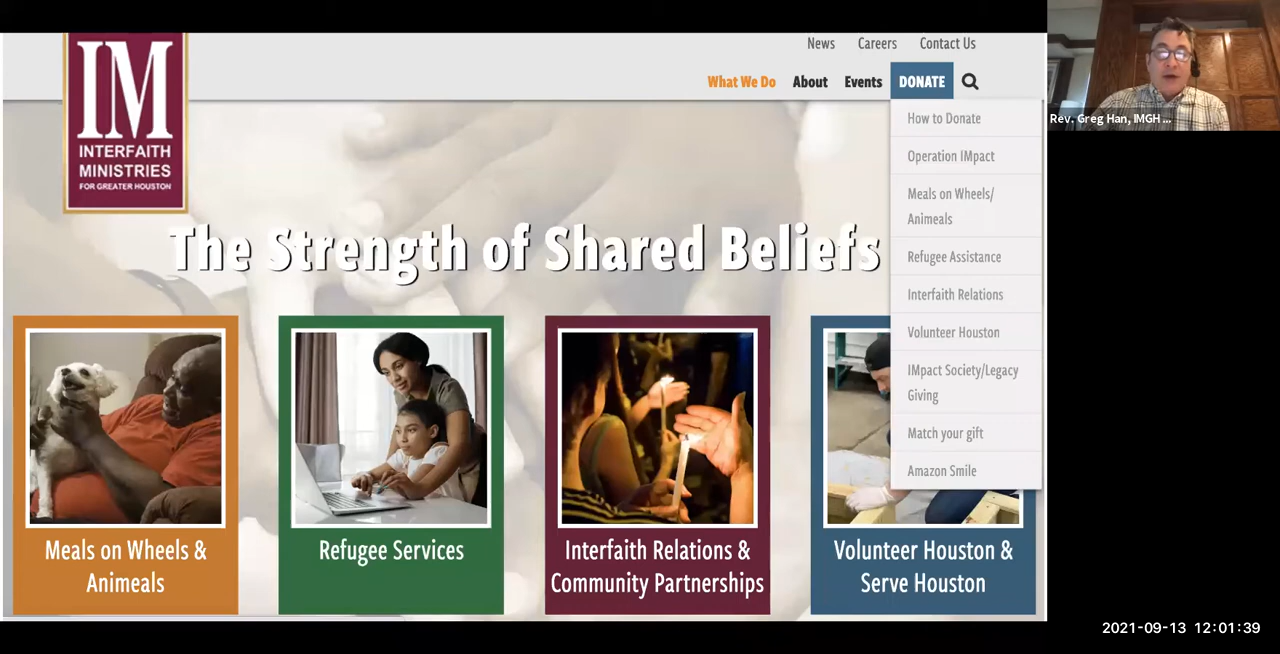 IM
INTERFAITH
MINISTRIES
FOR GREATER HOUSTON
News Careers Contact Us
What We Do About Events DONATE
How to Donate
Operation IMpact
Meals on Wheels/
Animeals
Refugee Assistance
Interfaith Relations
Volunteer Houston
IMpact Society/Legacy
Giving
Match your gift
Amazon Smile
The Strength of Shared Beliefs
Meals on Wheels &
Animeals
Refugee Services
Interfaith Relations &
Community Partnerships
Volunteer Houston &
Serve Houston
Rev. Greg Han, IMGH ...
2021-09-13 12:01:39